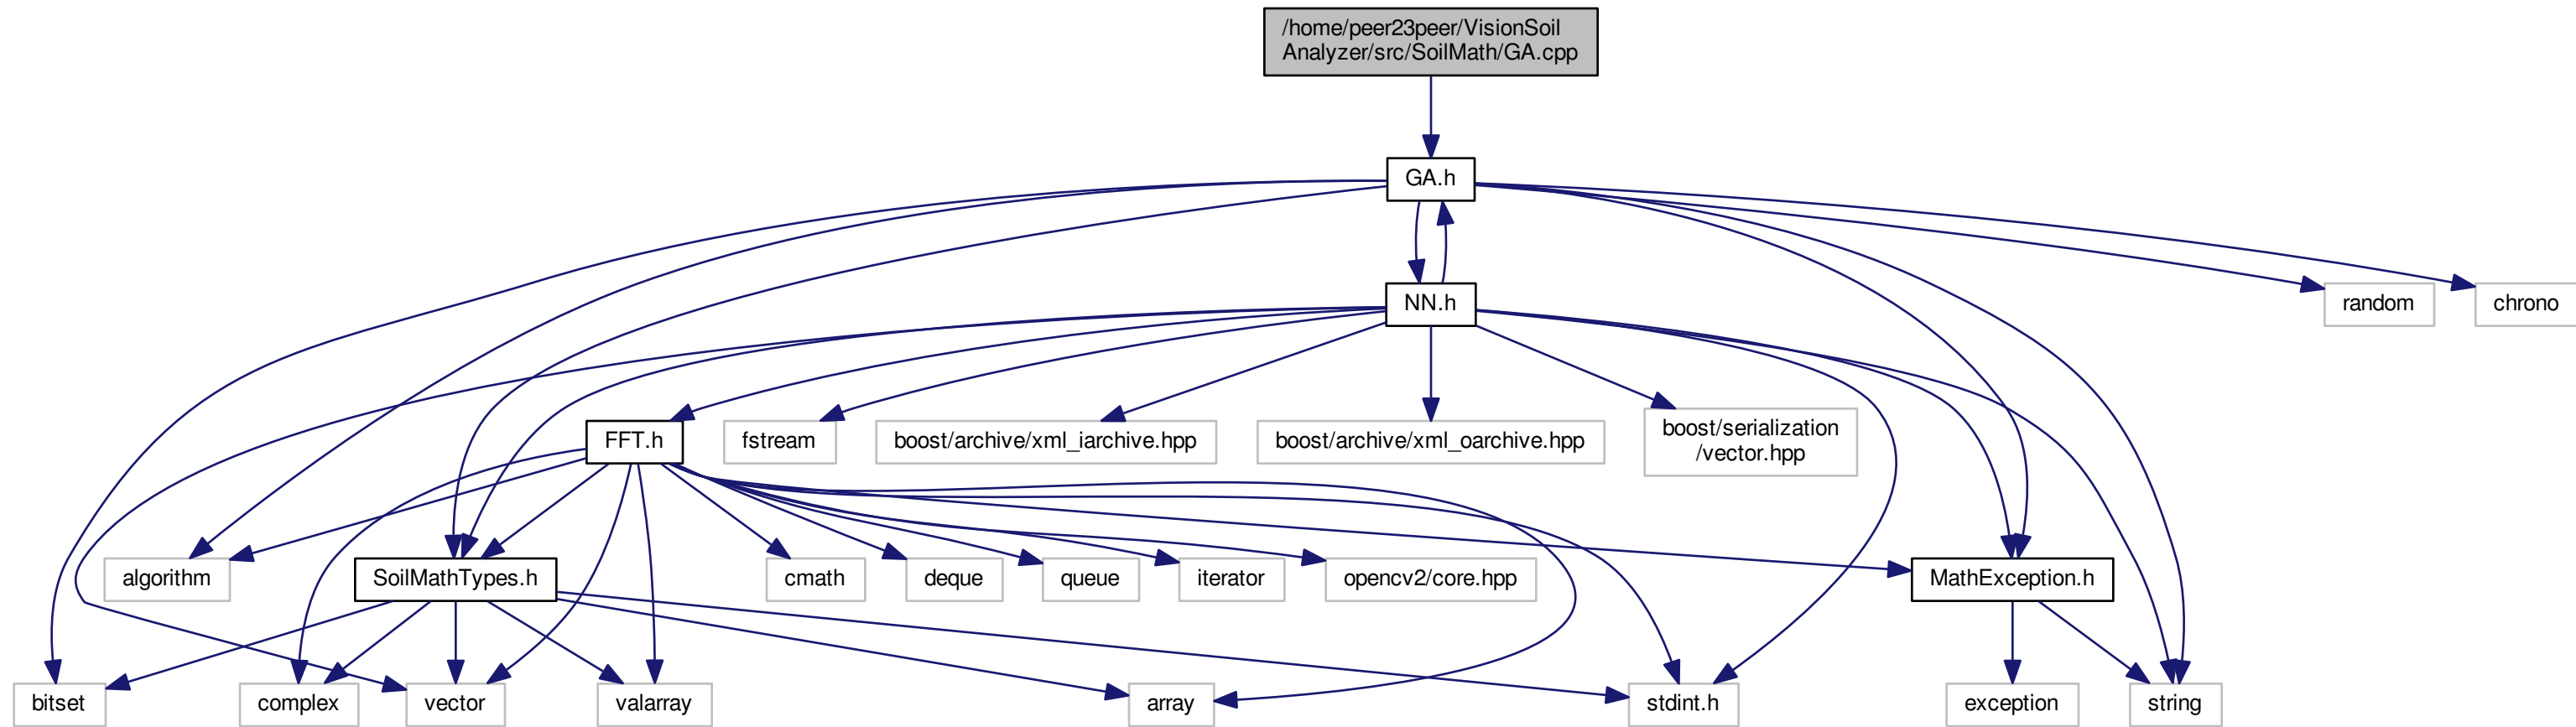 /home/peer23peer/VisionSoil
Analyzer/src/SoilMath/GA.cpp
GA.h
NN.h
random
chrono
FFT.h
fstream
boost/archive/xml_iarchive.hpp
boost/archive/xml_oarchive.hpp
boost/serialization
/vector.hpp
algorithm
SoilMathTypes.h
cmath
deque
queue
iterator
opencv2/core.hpp
MathException.h
bitset
complex
vector
valarray
array
stdint.h
exception
string